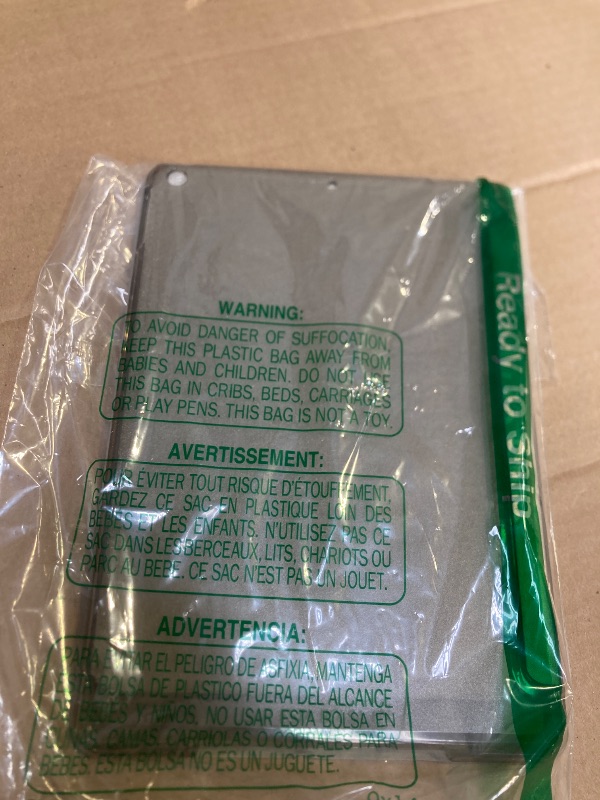 WARNING:
TO AVOID DANGER OF SUFFOCATION,
KEEP THIS PLASTIC BAG AWAY FROM
BABIES AND CHILDREN. DO NOT USE
THIS BAG IN CRIBS, BEDS, CARRIAGES
OR PLAY PENS. THIS BAG IS NOT A TOY.
AVERTISSEMENT:
POUR ÉVITER TOUT RISQUE D'ÉTOUFFEMENT,
GARDEZ CE SAC EN PLASTIQUE LOIN DES
BÉBÉS ET LES ENFANTS. N'UTILISEZ PAS CE
SAC DANS LES BERCEAUX, LITS, CHARIOTS OU
PARC AU BÉBÉ. CE SAC N'EST PAS UN JOUET.
ADVERTENCIA:
PARA EVITAR EL PELIGRO DE ASFIXIA, MANTENGA
ESTA BOLSA DE PLASTICO FUERA DEL ALCANCE
DE BEBES Y NIÑOS. NO USAR ESTA BOLSA EN
CUNAS, CAMAS, CARRIOLAS O CORRALES PARA
BEBES. ESTA BOLSA NO ES UN JUGUETE.
Ready to Ship